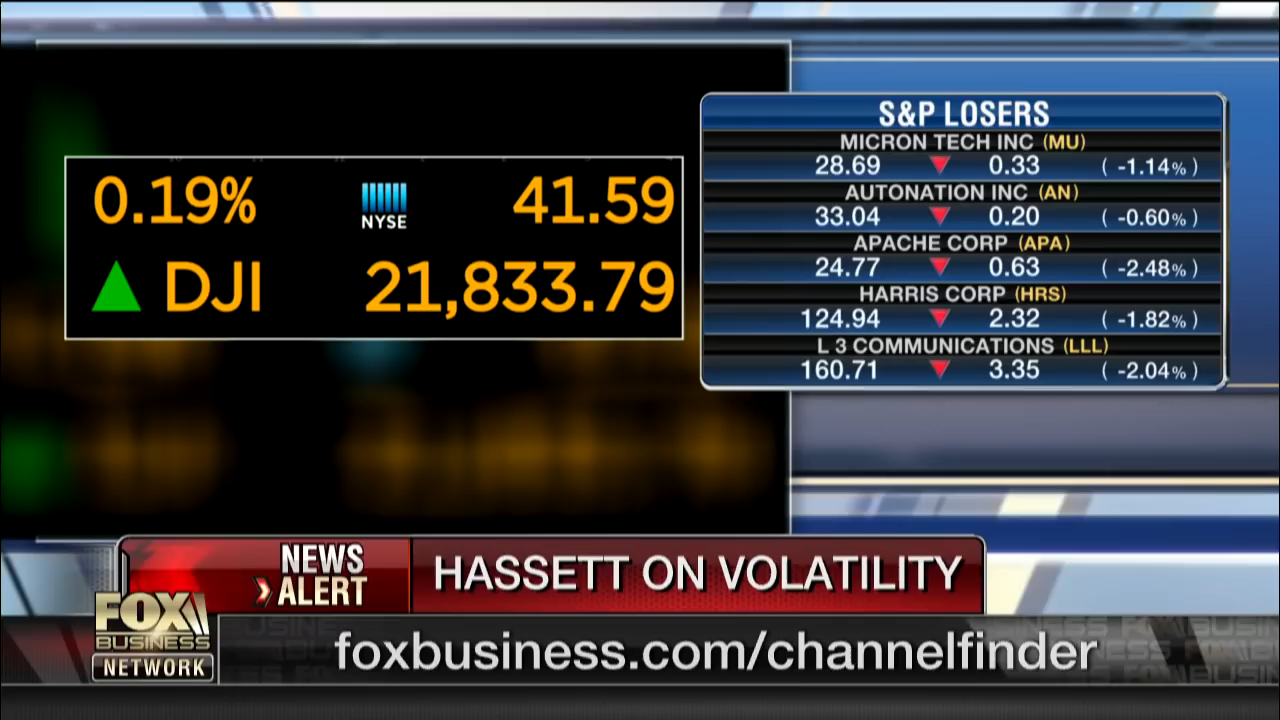 0.19% NYSE 41.59
▲ DJI 21,833.79
S&P LOSERS
MICRON TECH INC (MU)
28.69 ▼ 0.33 ( -1.14% )
AUTONATION INC (AN)
33.04 ▼ 0.20 ( -0.60% )
APACHE CORP (APA)
24.77 ▼ 0.63 ( -2.48% )
HARRIS CORP (HRS)
124.94 ▼ 2.32 ( -1.82% )
L 3 COMMUNICATIONS (LLL)
160.71 ▼ 3.35 ( -2.04% )
NEWS
ALERT
HASSETT ON VOLATILITY
FOX
BUSINESS
NETWORK
foxbusiness.com/channelfinder